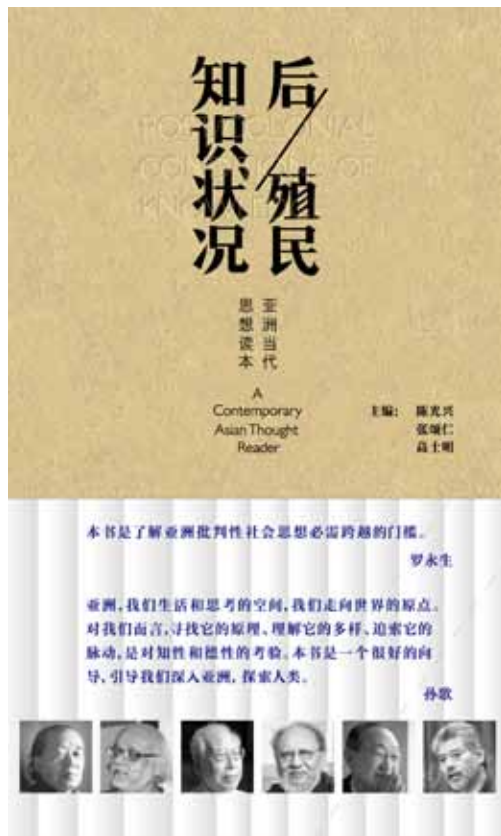 后/殖民
知识状况
POST/COLONIAL
CONDITIONS OF
KNOWLEDGE
亚洲当代
思想读本
A
Contemporary
Asian Thought
Reader
主编: 陈光兴
张颂仁
高士明
本书是了解亚洲批判性社会思想必需跨越的门槛。
罗永生
亚洲,我们生活和思考的空间,我们走向世界的原点。
对我们而言,寻找它的原理、理解它的多样、追索它的
脉动,是对知性和德性的考验。本书是一个很好的向
导,引导我们深入亚洲,探索人类。
孙歌